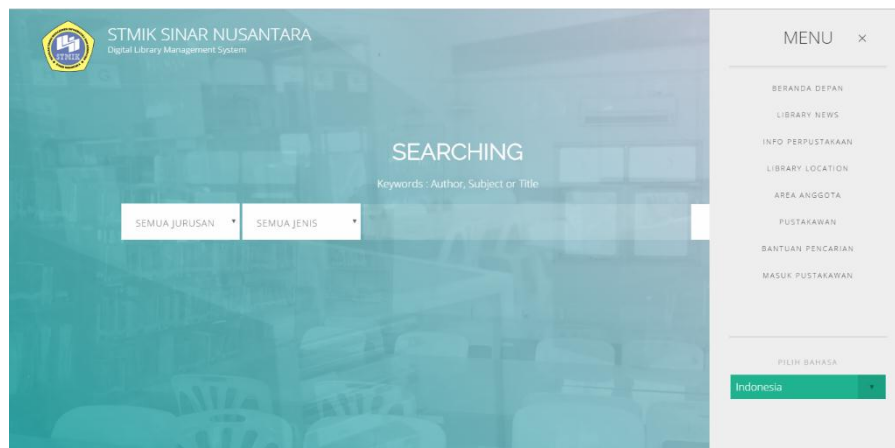 STMIK SINAR NUSANTARA
Digital Library Management System
STMIK
SEARCHING
Keywords : Author, Subject or Title
SEMUA JURUSAN
SEMUA JENIS
MENU ×
BERANDA DEPAN
LIBRARY NEWS
INFO PERPUSTAKAAN
LIBRARY LOCATION
AREA ANGGOTA
PUSTAKAWAN
BANTUAN PENCARIAN
MASUK PUSTAKAWAN
PILIH BAHASA
Indonesia